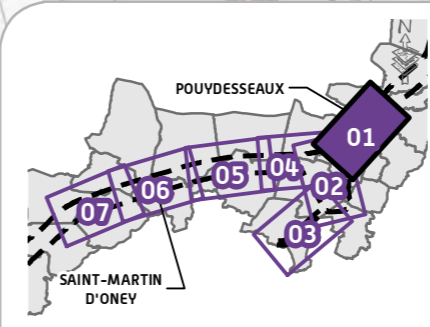 N
POUYDESSEAUX
01
02
03
04
05
06
07
SAINT-MARTIN
D'ONEY